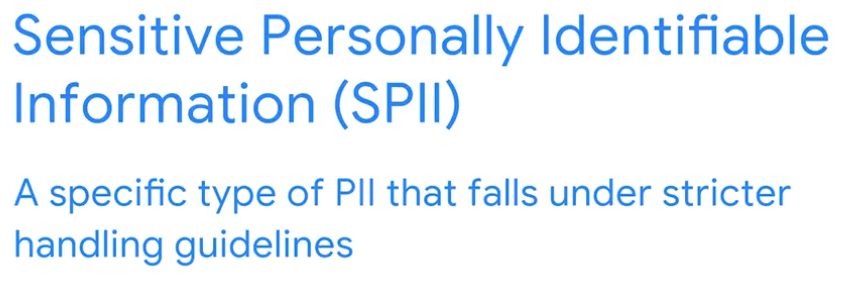 Sensitive Personally Identifiable
Information (SPII)
A specific type of PII that falls under stricter
handling guidelines